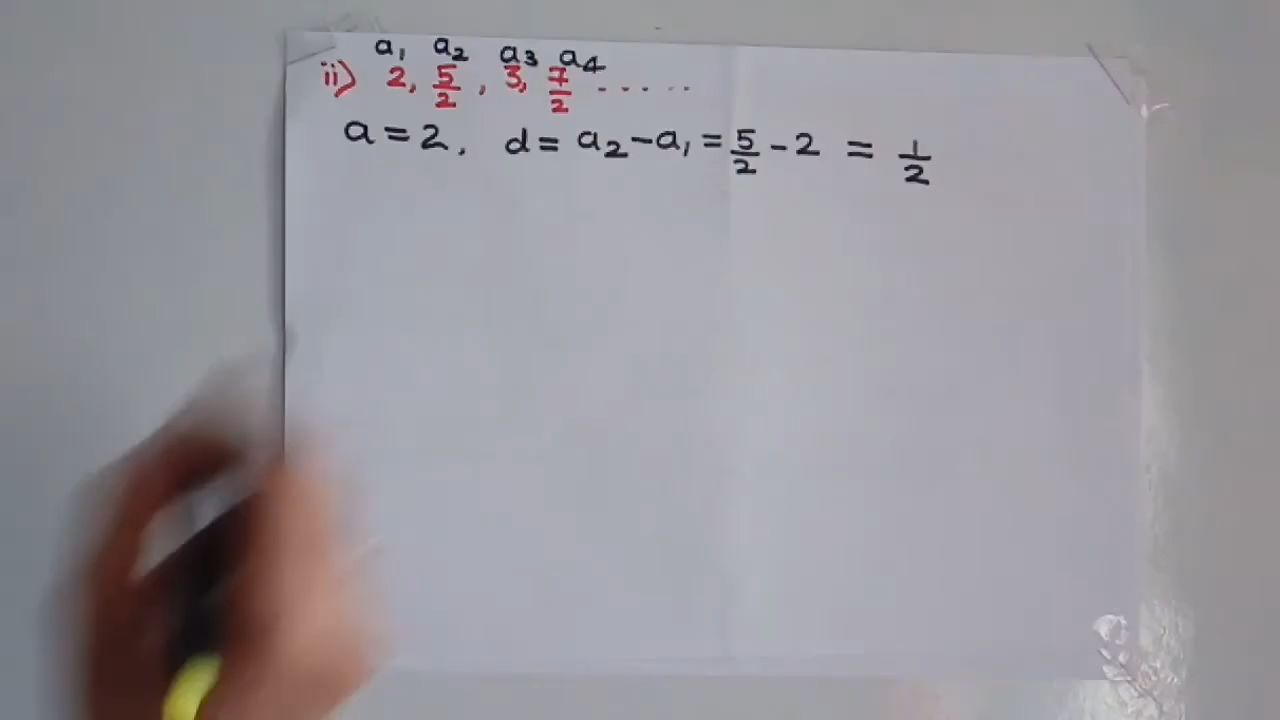 a₁ a₂ a₃ a₄
ii) 2, 5/2, 3, 7/2 .....
a = 2, d = a₂ - a₁ = 5/2 - 2 = 1/2